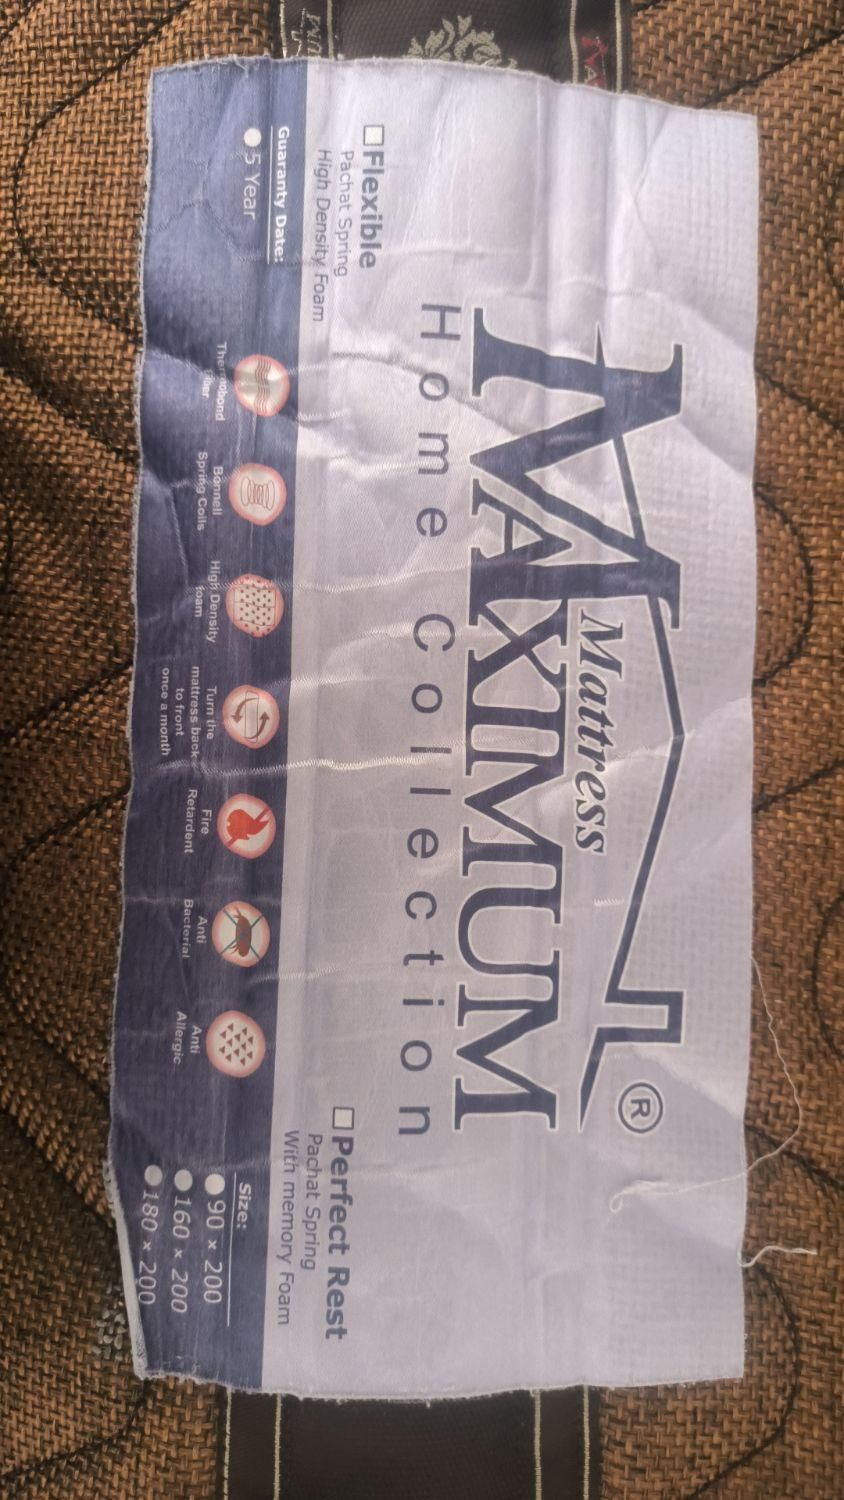 Mattress
MAXIMUM
®
Home Collection
Flexible
Pachat Spring
High Density Foam
Perfect Rest
Pachat Spring
With memory Foam
Guaranty Date:
5 Year
Thermobond
fiber
Bonnell
Spring Coils
High Density
foam
Turn the
mattress back
to front
once a month
Fire
Retardent
Anti
Bacterial
Anti
Allergic
Size:
90 × 200
160 × 200
180 × 200